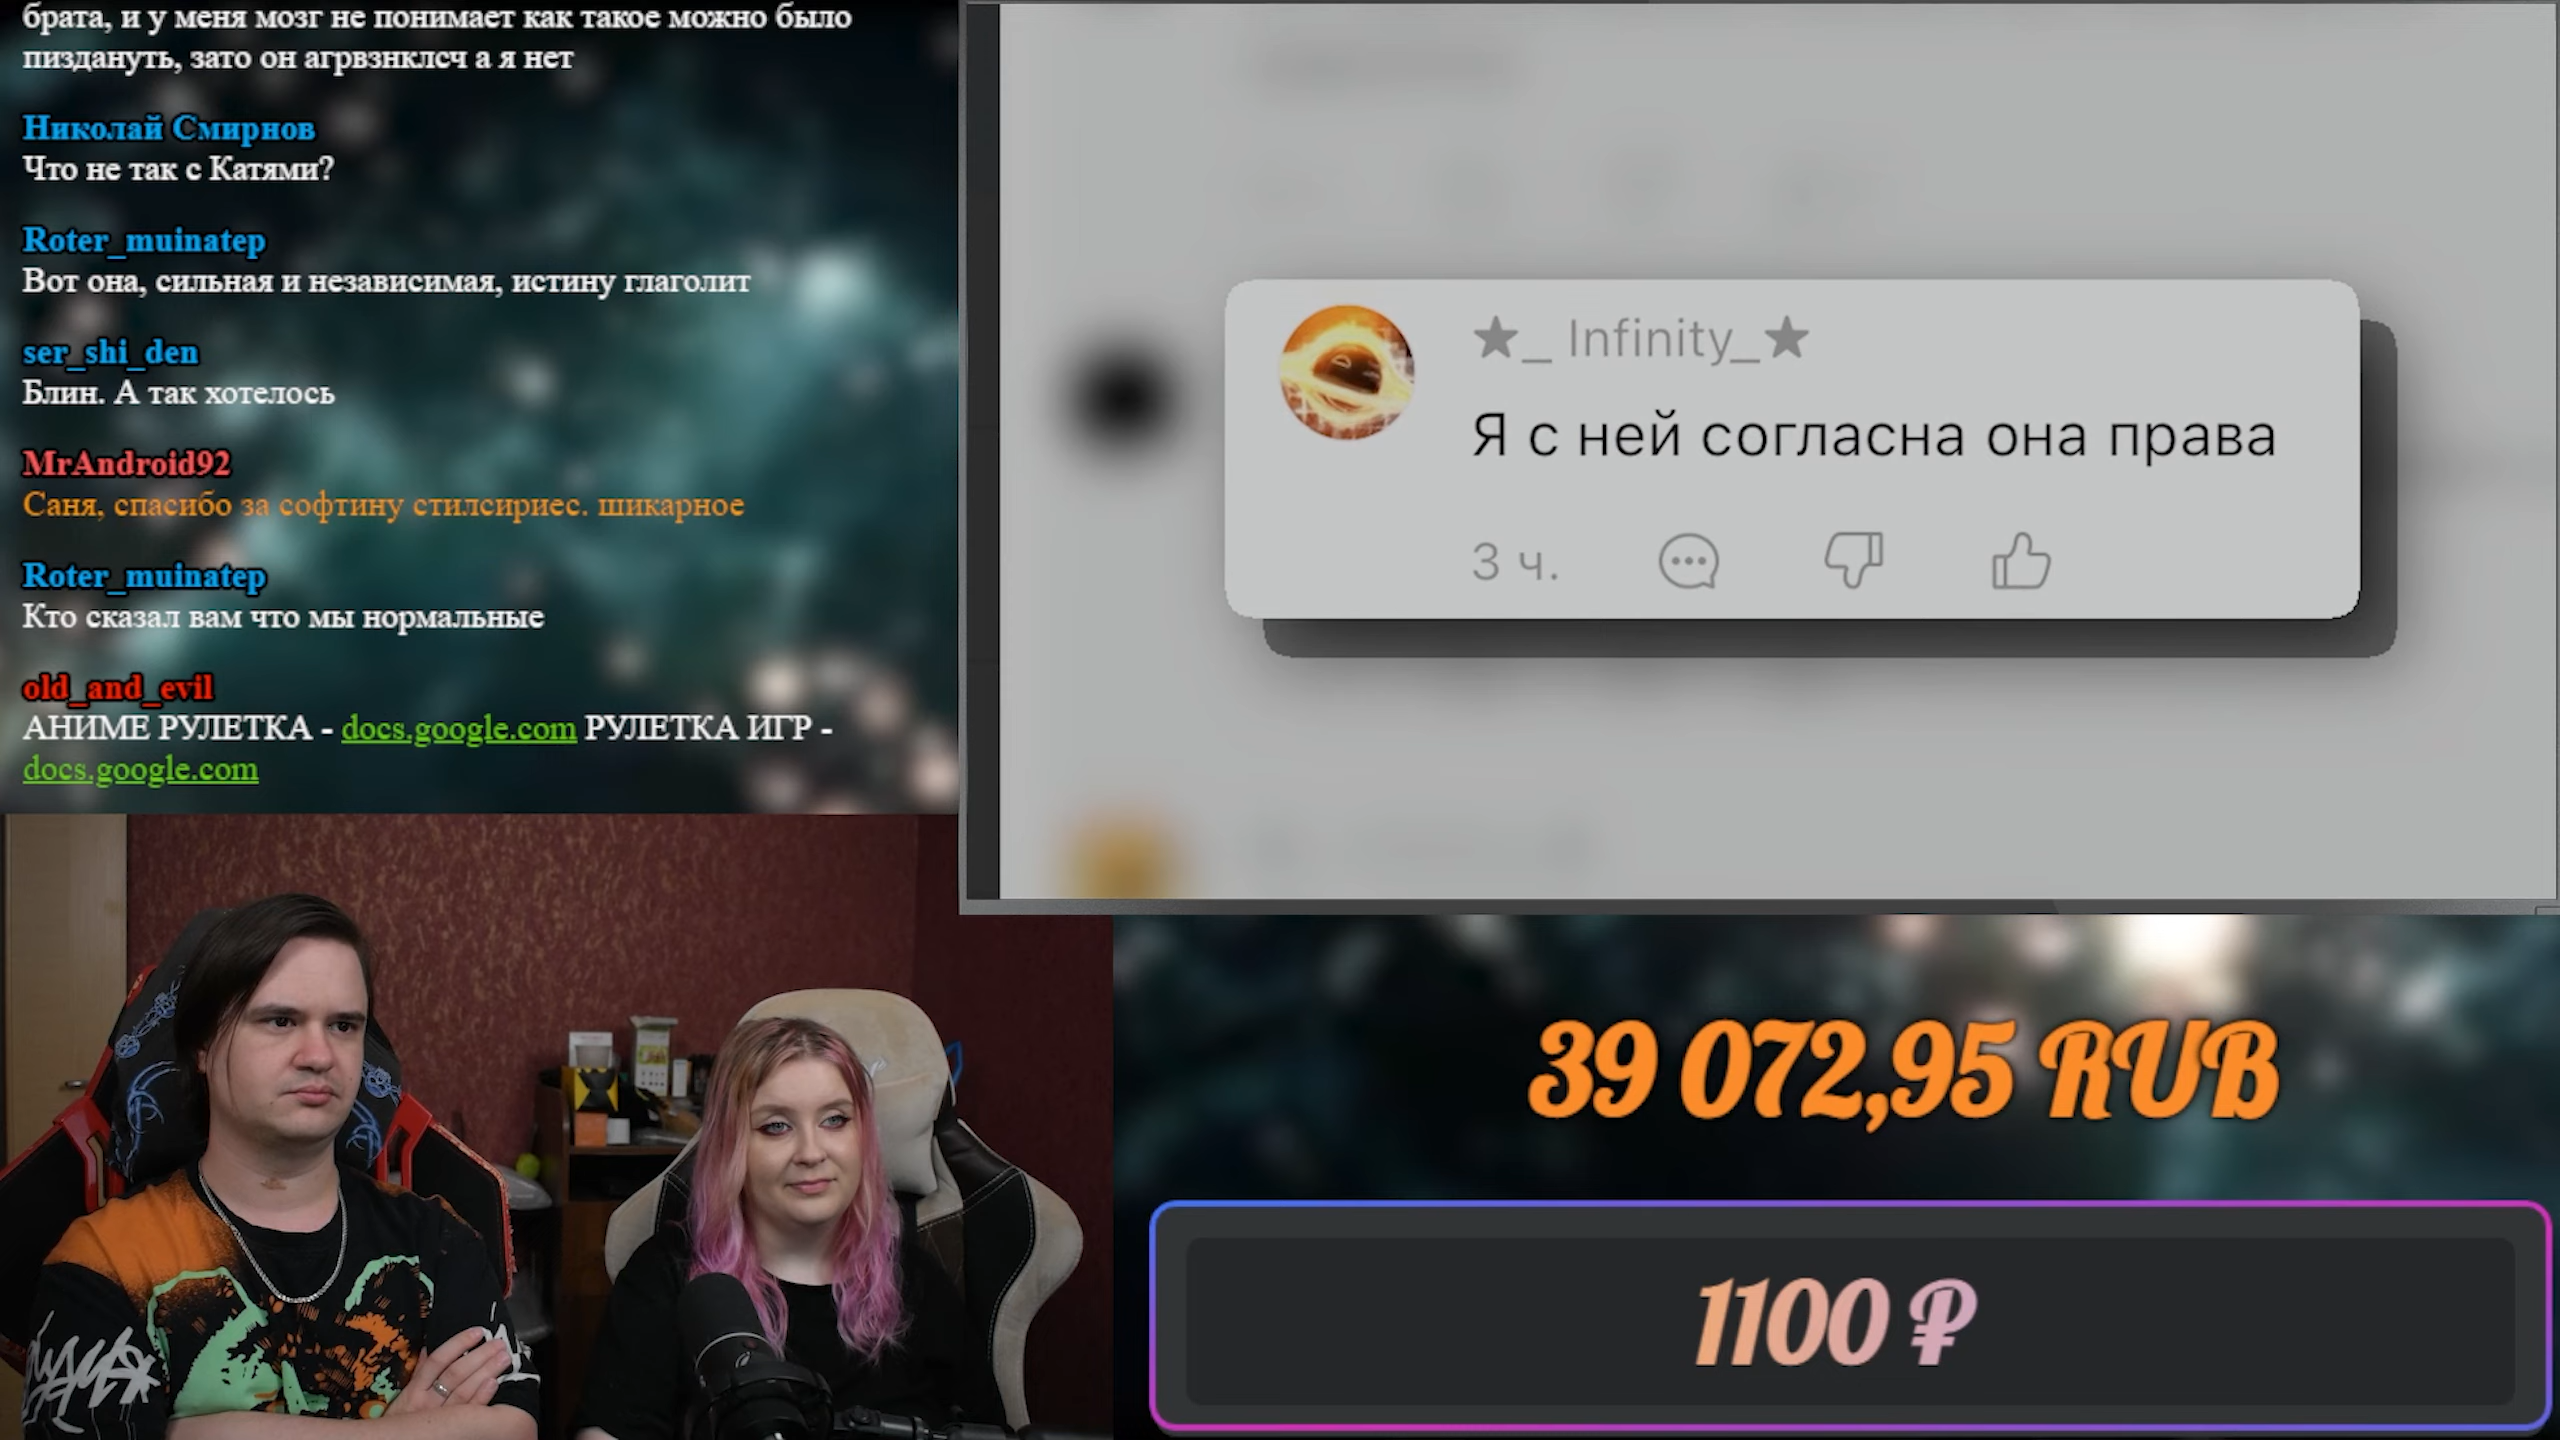 брата, и у меня мозг не понимает как такое можно было
пиздануть, зато он агрвзнклсч а я нет
Николай Смирнов
Что не так с Катями?
Roter_muinatep
Вот она, сильная и независимая, истину глаголит
ser_shi_den
Блин. А так хотелось
MrAndroid92
Саня, спасибо за софтину стилсириес. шикарное
Roter_muinatep
Кто сказал вам что мы нормальные
old_and_evil
АНИМЕ РУЛЕТКА - docs.google.com РУЛЕТКА ИГР -
docs.google.com
★_ Infinity_★
Я с ней согласна она права
3 ч.
39 072,95 RUB
1100 ₽